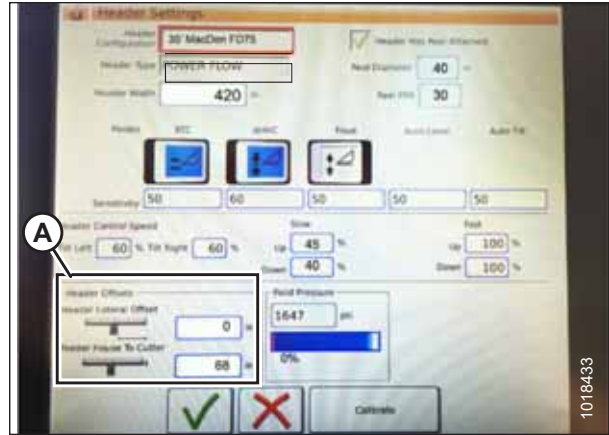 Header Settings
Header Configuration 30' MacDon FD75
Header Has Reel Attached
Header Type POWER FLOW
Reel Diameter 40 in
Header Width 420 in
Reel PPR 30
Modes RTC AHHC Float Auto Level Auto Tilt
Sensitivity 50 60 50 50 50
Header Control Speed
Slow Fast
Tilt Left 60 % Tilt Right 60 % Up 45 % Up 100 %
Down 40 % Down 100 %
A
Header Offsets
Header Lateral Offset
0 in
Feeder House To Cutter
68 in
Field Pressure
1647 psi
0%
Calibrate
1018433